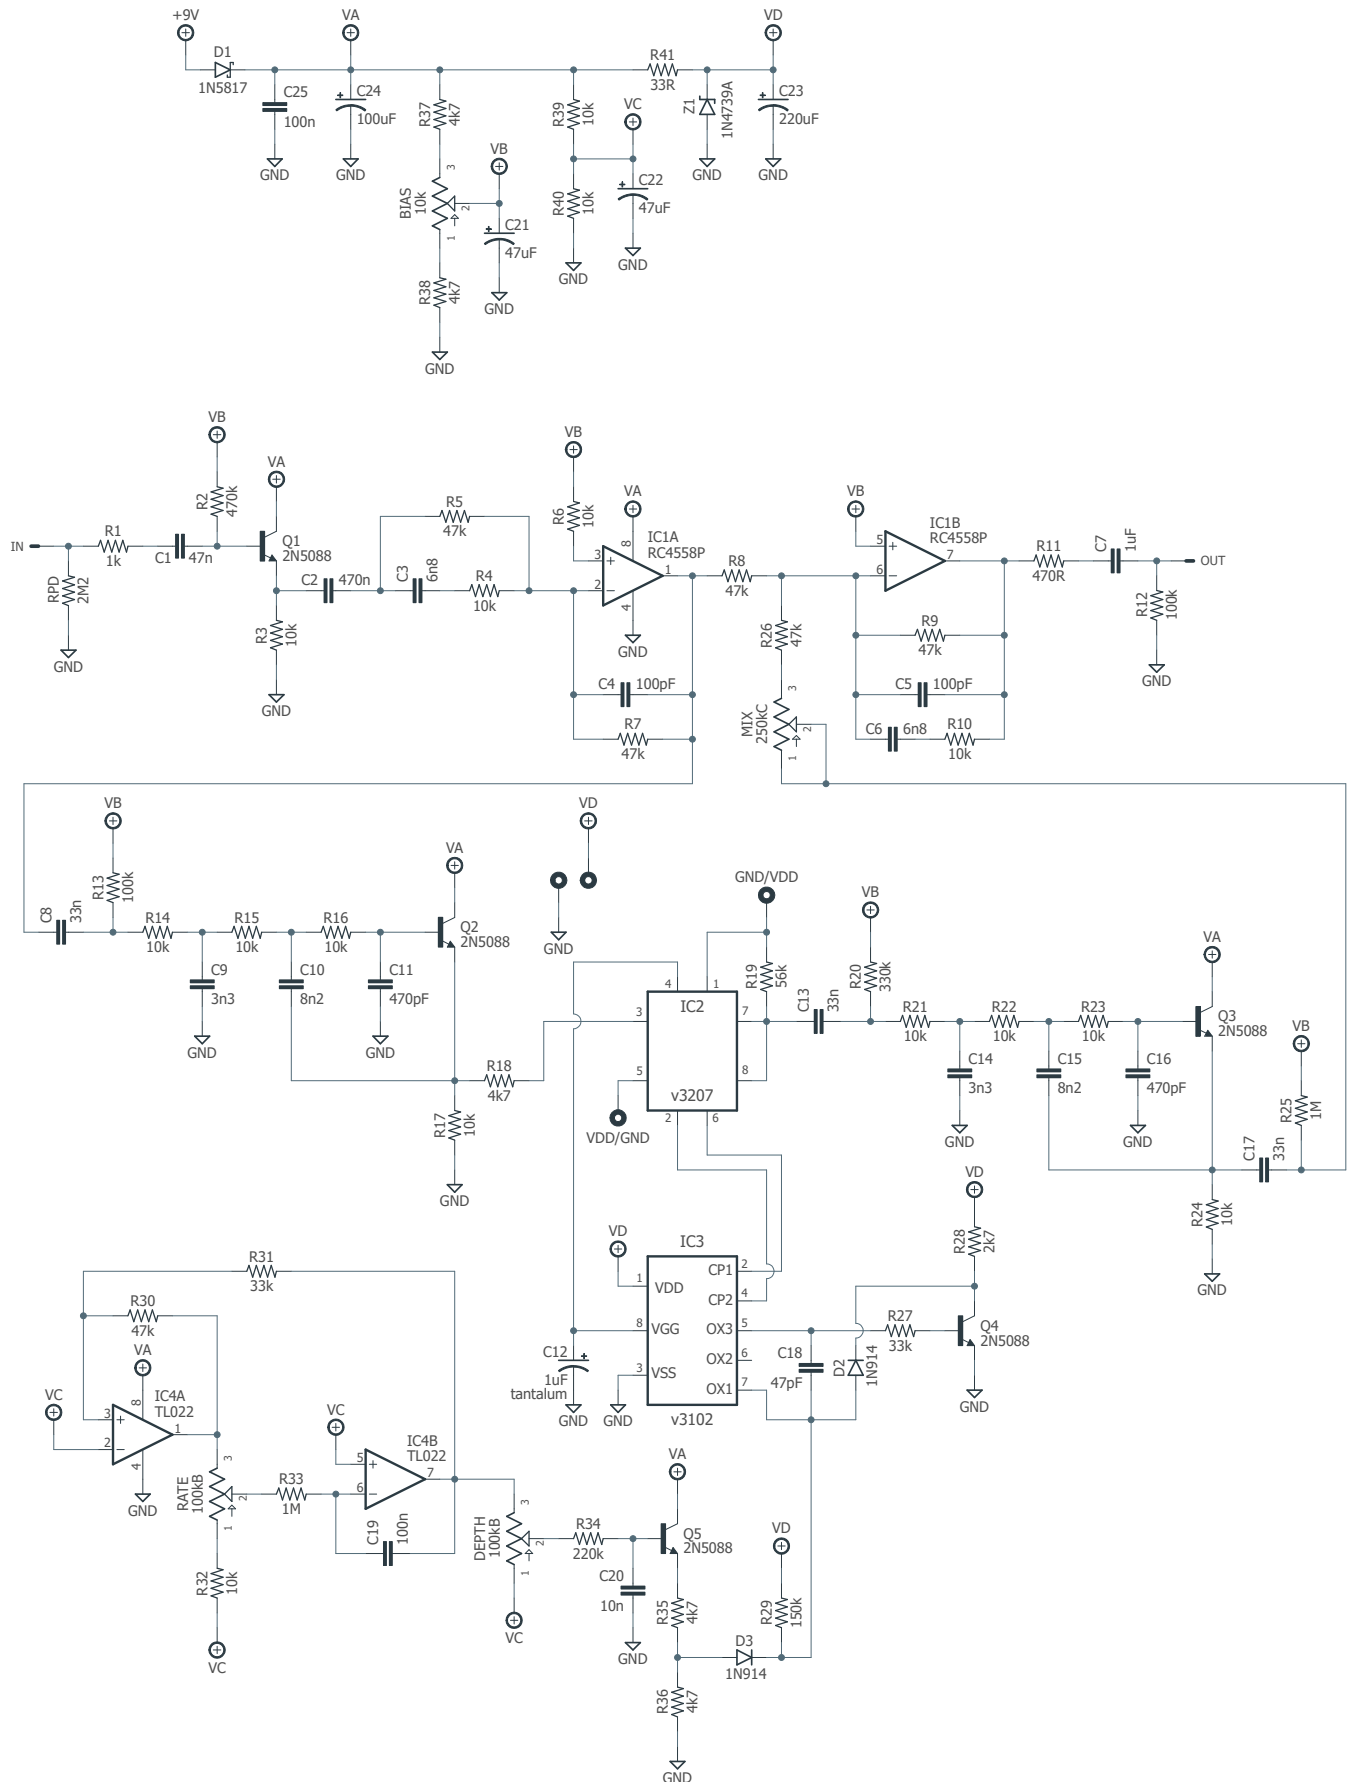 +9V
VA
VD
D1
1N5817
C25
100n
C24
100uF
R37
4k7
R39
10k
R41
33R
VC
Z1
1N4739A
C23
220uF
GND
GND
GND
GND
VB
3
BIAS
10k
2
1
R40
10k
C22
47uF
C21
47uF
GND
GND
R38
4k7
GND
GND
VB
VA
R2
470k
IN
R1
1k
C1
47n
Q1
2N5088
RPD
2M2
GND
R3
10k
GND
C2
470n
C3
6n8
R4
10k
R5
47k
VB
R6
10k
VA
IC1A
RC4558P
8
3
+
1
2
−
4
GND
C4
100pF
R7
47k
R8
47k
R26
47k
3
MIX
250kC
2
1
VB
IC1B
RC4558P
5
+
7
6
−
R9
47k
C5
100pF
C6
6n8
R10
10k
R11
470R
C7
1uF
OUT
R12
100k
GND
VB
R13
100k
C8
33n
R14
10k
R15
10k
R16
10k
C9
3n3
C10
8n2
C11
470pF
GND
GND
VA
Q2
2N5088
R17
10k
GND
R18
4k7
VD
GND
GND/VDD
R19
56k
4
1
IC2
3
7
5
8
v3207
2
6
VDD/GND
C13
33n
VB
R20
330k
R21
10k
R22
10k
R23
10k
C14
3n3
C15
8n2
C16
470pF
GND
GND
VA
Q3
2N5088
VB
R25
1M
C17
33n
R24
10k
GND
VD
IC3
1
VDD
CP1
2
CP2
4
8
VGG
OX3
5
OX2
6
3
VSS
OX1
7
v3102
C12
1uF
tantalum
GND
GND
C18
47pF
D2
1N914
R27
33k
VD
R28
2k7
Q4
2N5088
GND
R31
33k
R30
47k
VA
VC
IC4A
TL022
8
3
+
1
2
−
4
GND
3
RATE
100kB
2
1
R32
10k
VC
R33
1M
VC
IC4B
TL022
5
+
7
6
−
C19
100n
3
DEPTH
100kB
2
1
VC
R34
220k
C20
10n
GND
VA
Q5
2N5088
R35
4k7
R36
4k7
GND
D3
1N914
VD
R29
150k